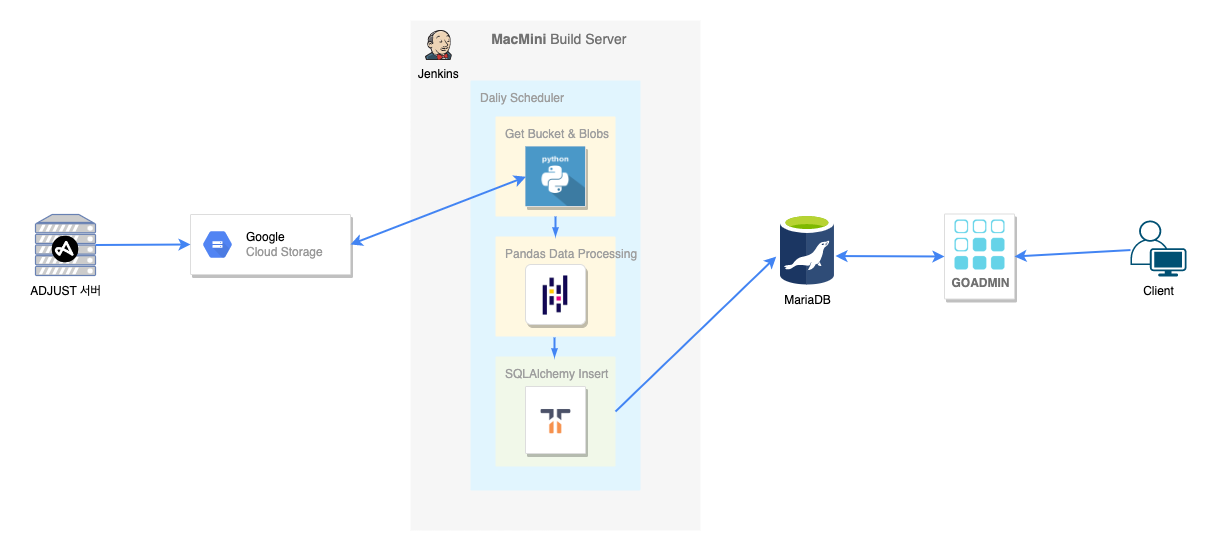 MacMini Build Server
Jenkins
Daliy Scheduler
Get Bucket & Blobs
python
Google
Cloud Storage
ADJUST 서버
Pandas Data Processing
SQLAlchemy Insert
MariaDB
GOADMIN
Client